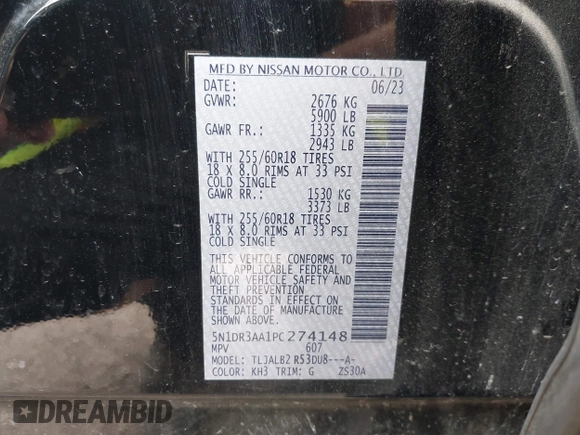 MFD BY NISSAN MOTOR CO., LTD.
DATE: 06/23
GVWR: 2676 KG
5900 LB
GAWR FR.: 1335 KG
2943 LB
WITH 255/60R18 TIRES
18 X 8.0 RIMS AT 33 PSI
COLD SINGLE
GAWR RR.: 1530 KG
3373 LB
WITH 255/60R18 TIRES
18 X 8.0 RIMS AT 33 PSI
COLD SINGLE
THIS VEHICLE CONFORMS TO
ALL APPLICABLE FEDERAL
MOTOR VEHICLE SAFETY AND
THEFT PREVENTION
STANDARDS IN EFFECT ON
DATE OF MFR. SHOWN ABOVE
5N1DR3AA1PC274148
MPV 607
MODEL: TLJALB2 R53DU8---A-
COLOR: KH3 TRIM: G ZS30A
DREAMBID